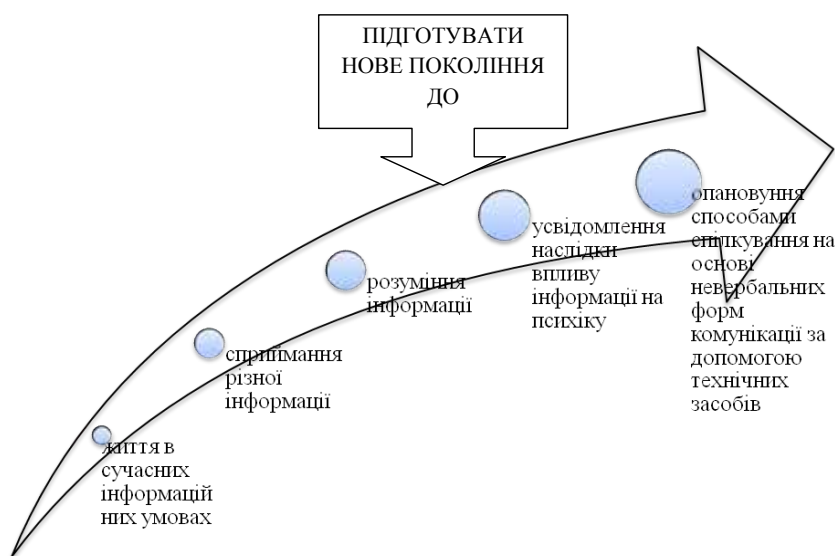 ПІДГОТУВАТИ
НОВЕ ПОКОЛІННЯ
ДО
життя в
сучасних
інформацій
них умовах
сприймання
різної
інформації
розуміння
інформації
усвідомлення
наслідки
впливу
інформації на
психіку
опановуння
способами
спілкування на
основі
невербальних
форм
комунікації за
допомогою
технічних
засобів